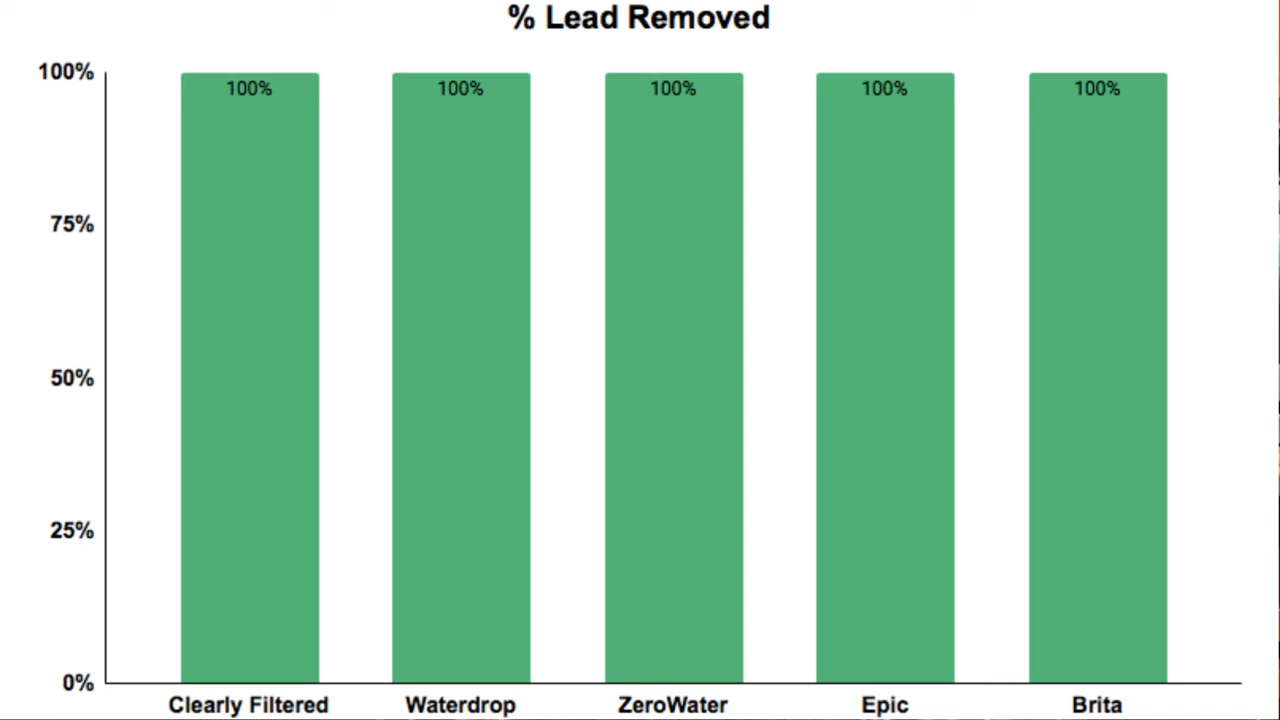 % Lead Removed
100%
100% 100% 100% 100% 100%
75%
50%
25%
0%
Clearly Filtered Waterdrop ZeroWater Epic Brita